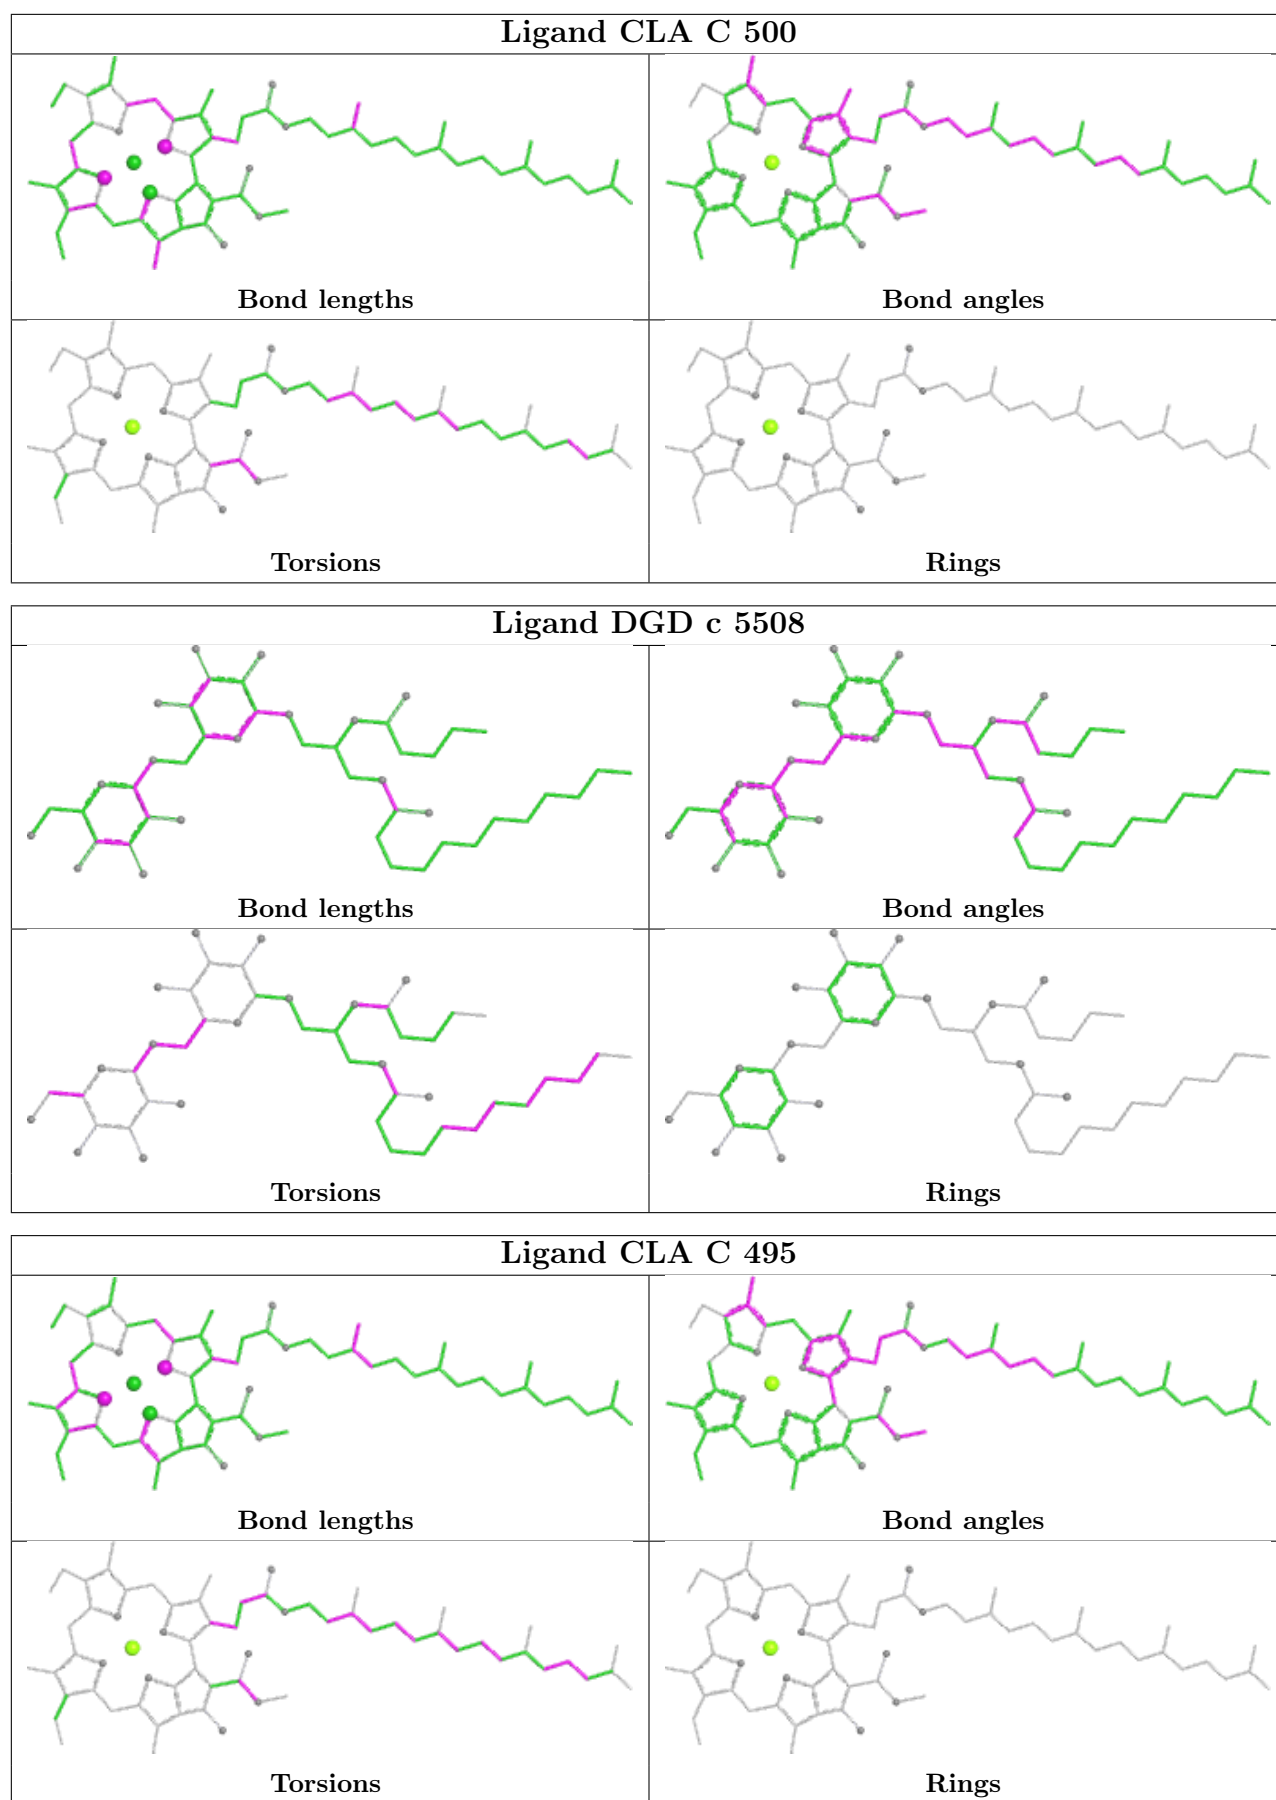 Ligand CLA C 500
Bond lengths
Bond angles
Torsions
Rings
Ligand DGD c 5508
Bond lengths
Bond angles
Torsions
Rings
Ligand CLA C 495
Bond lengths
Bond angles
Torsions
Rings